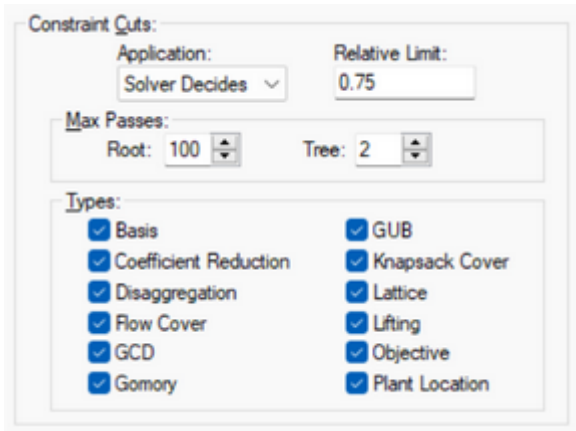 Constraint Cuts:
Application: Relative Limit:
Solver Decides 0.75
Max Passes:
Root: 100 Tree: 2
Types:
Basis GUB
Coefficient Reduction Knapsack Cover
Disaggregation Lattice
Flow Cover Lifting
GCD Objective
Gomory Plant Location